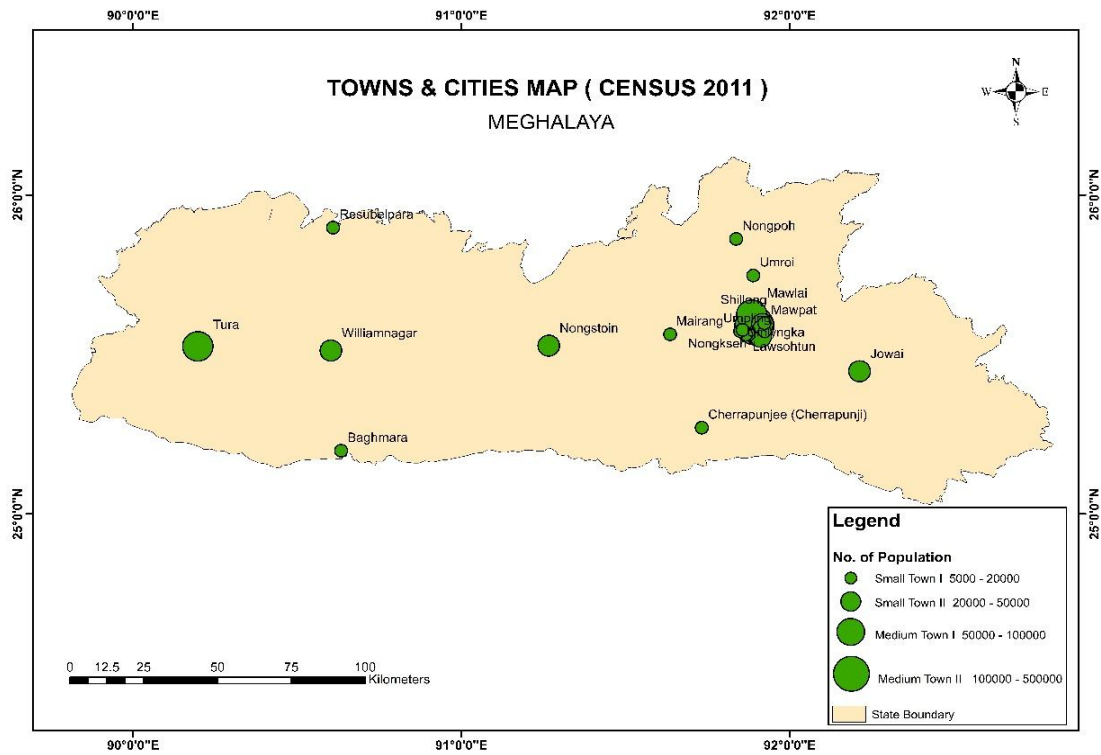 90°0'0"E 91°0'0"E 92°0'0"E
TOWNS & CITIES MAP ( CENSUS 2011 )
MEGHALAYA
N
W E
S
26°0'0"N 26°0'0"N
Resubelpara
Nongpoh
Umroi
Shillong Mawlai
Mawpat
Tura
Williamnagar
Nongstoin
Mairang
Lawsohtun
Jowai
Cherrapunjee (Cherrapunji)
Baghmara
25°0'0"N 25°0'0"N
Legend
No. of Population
Small Town I 5000 - 20000
Small Town II 20000 - 50000
Medium Town I 50000 - 100000
Medium Town II 100000 - 500000
State Boundary
0 12.5 25 50 75 100
Kilometers
90°0'0"E 91°0'0"E 92°0'0"E